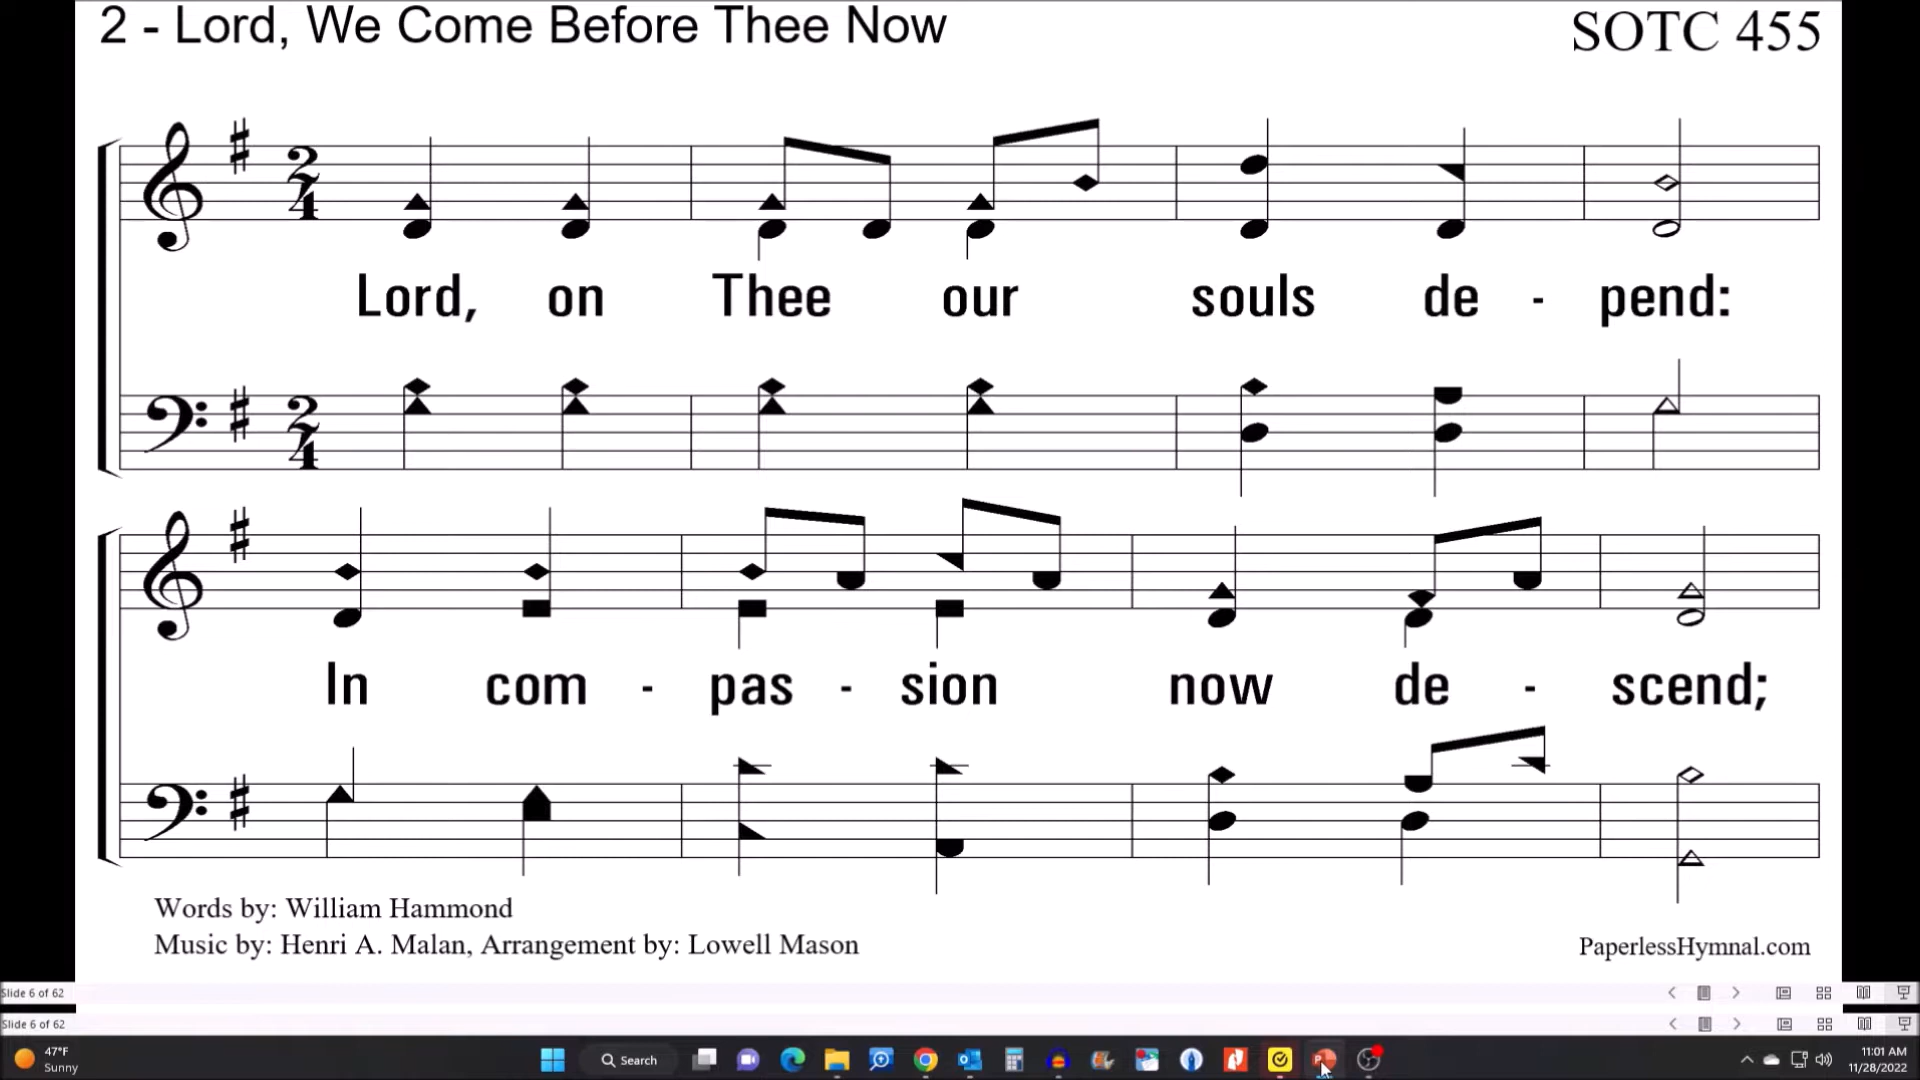 2 - Lord, We Come Before Thee Now
SOTC 455
Lord, on Thee our souls de - pend:
In com - pas - sion now de - scend;
Words by: William Hammond
Music by: Henri A. Malan, Arrangement by: Lowell Mason
PaperlessHymnal.com
Slide 6 of 62
Slide 6 of 62
47°F
Sunny
Search
11:01 AM
11/28/2022